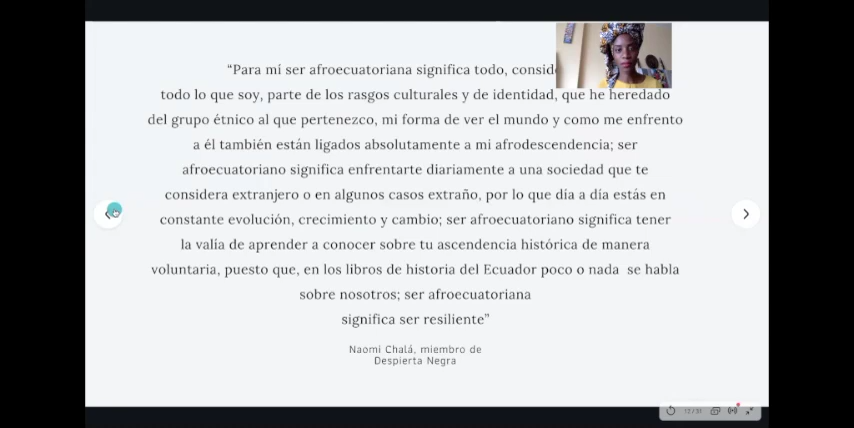 “Para mí ser afroecuatoriana significa todo, consid
todo lo que soy, parte de los rasgos culturales y de identidad, que he heredado
del grupo étnico al que pertenezco, mi forma de ver el mundo y como me enfrento
a él también están ligados absolutamente a mi afrodescendencia; ser
afroecuatoriano significa enfrentarte diariamente a una sociedad que te
considera extranjero o en algunos casos extraño, por lo que día a día estás en
constante evolución, crecimiento y cambio; ser afroecuatoriano significa tener
la valía de aprender a conocer sobre tu ascendencia histórica de manera
voluntaria, puesto que, en los libros de historia del Ecuador poco o nada se habla
sobre nosotros; ser afroecuatoriana
significa ser resiliente”
Naomi Chalá, miembro de
Despierta Negra
12 / 31